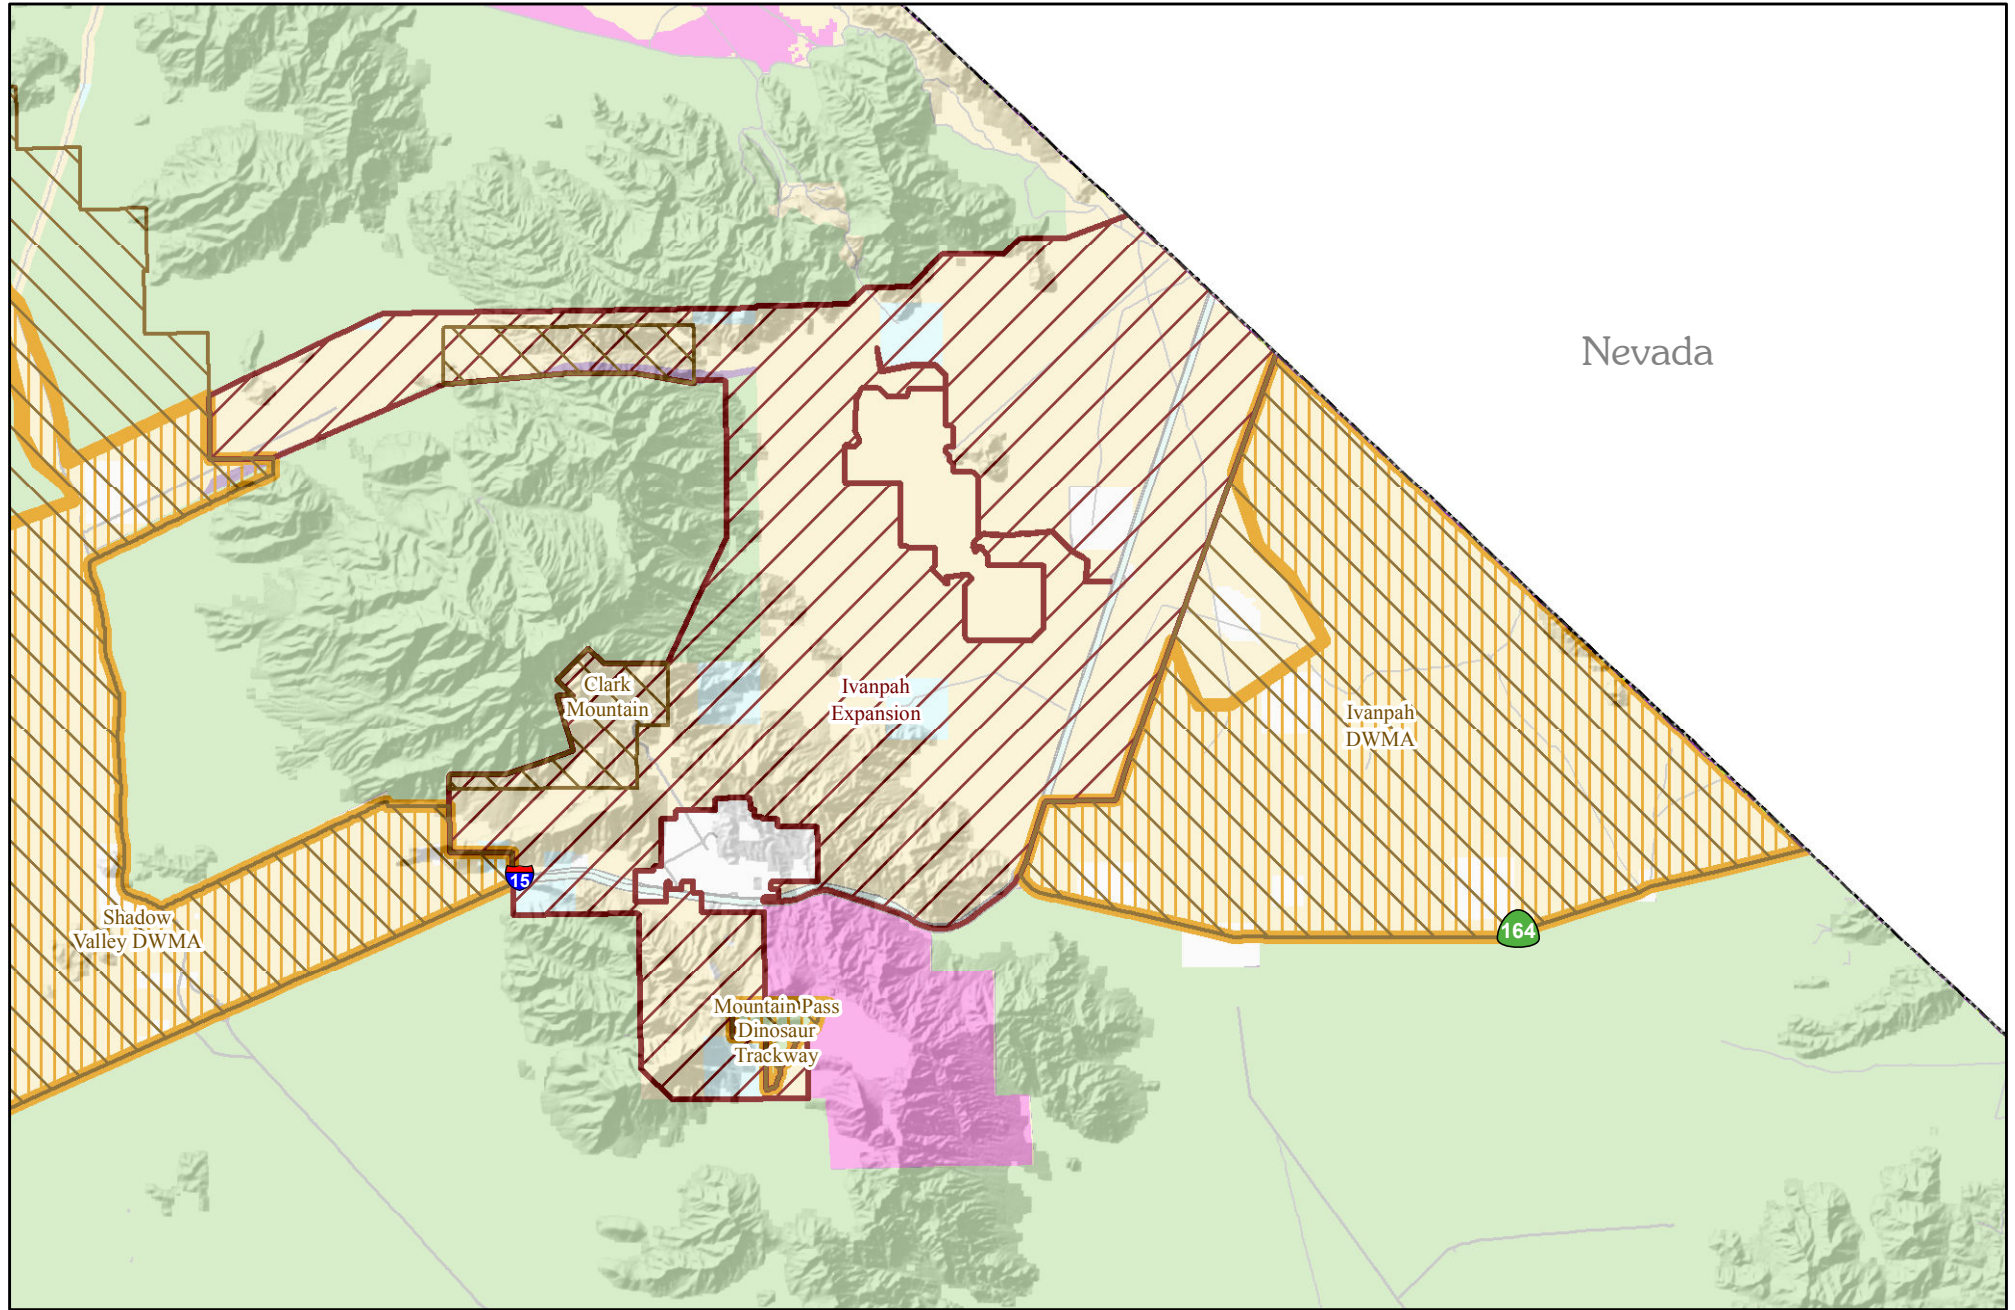 Nevada
Clark
Mountain
Ivanpah
Expansion
Ivanpah
DWMA
15
Shadow
Valley DWMA
164
Mountain Pass
Dinosaur
Trackway